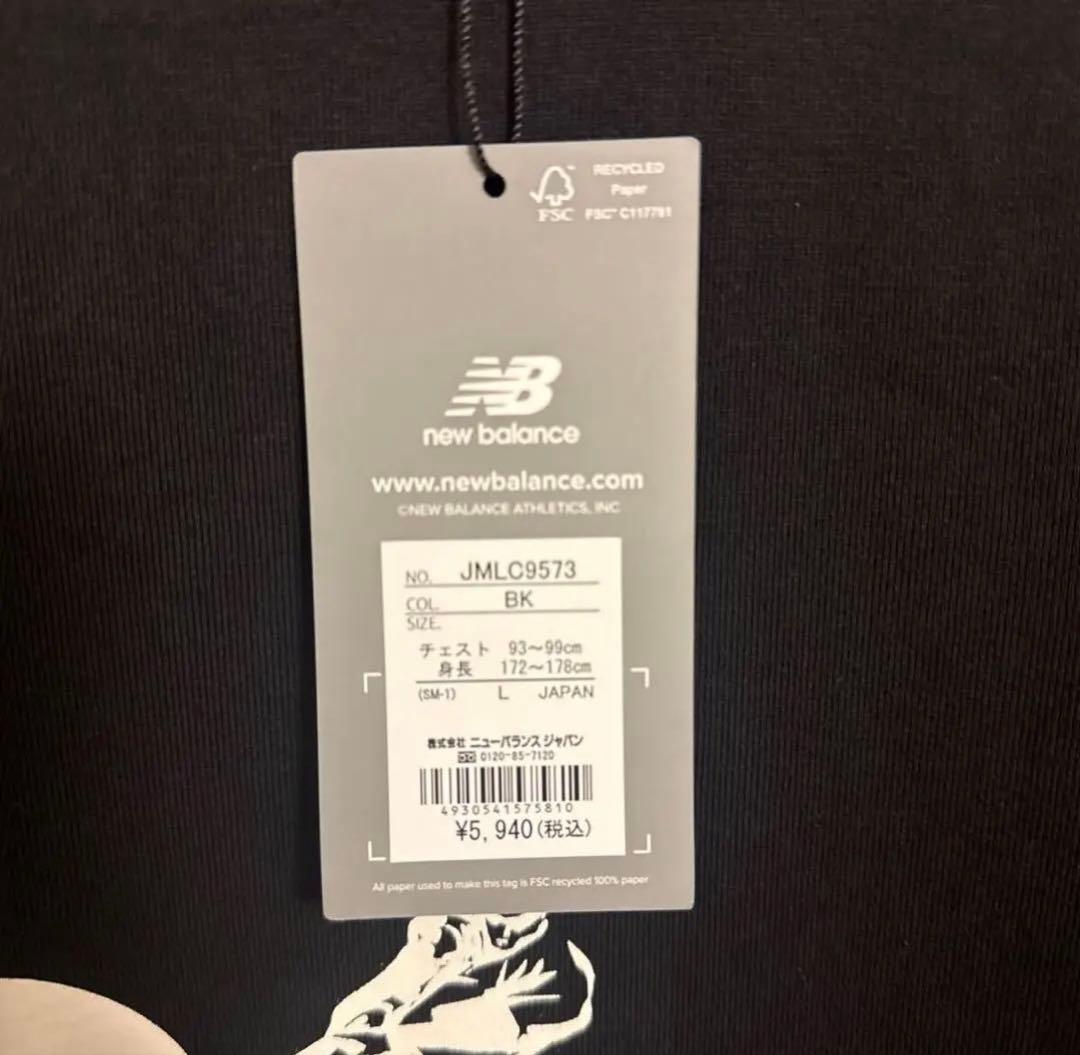 RECYCLED
Paper
FSC FSC™ C117791
NB
new balance
www.newbalance.com
©NEW BALANCE ATHLETICS, INC
NO. JMLC9573
COL. BK
SIZE.
チェスト 93～99cm
身長 172～178cm
(SM-1) L JAPAN
株式会社 ニューバランス ジャパン
0120-85-7120
4930541575810
¥5,940(税込)
All paper used to make this tag is FSC recycled 100% paper